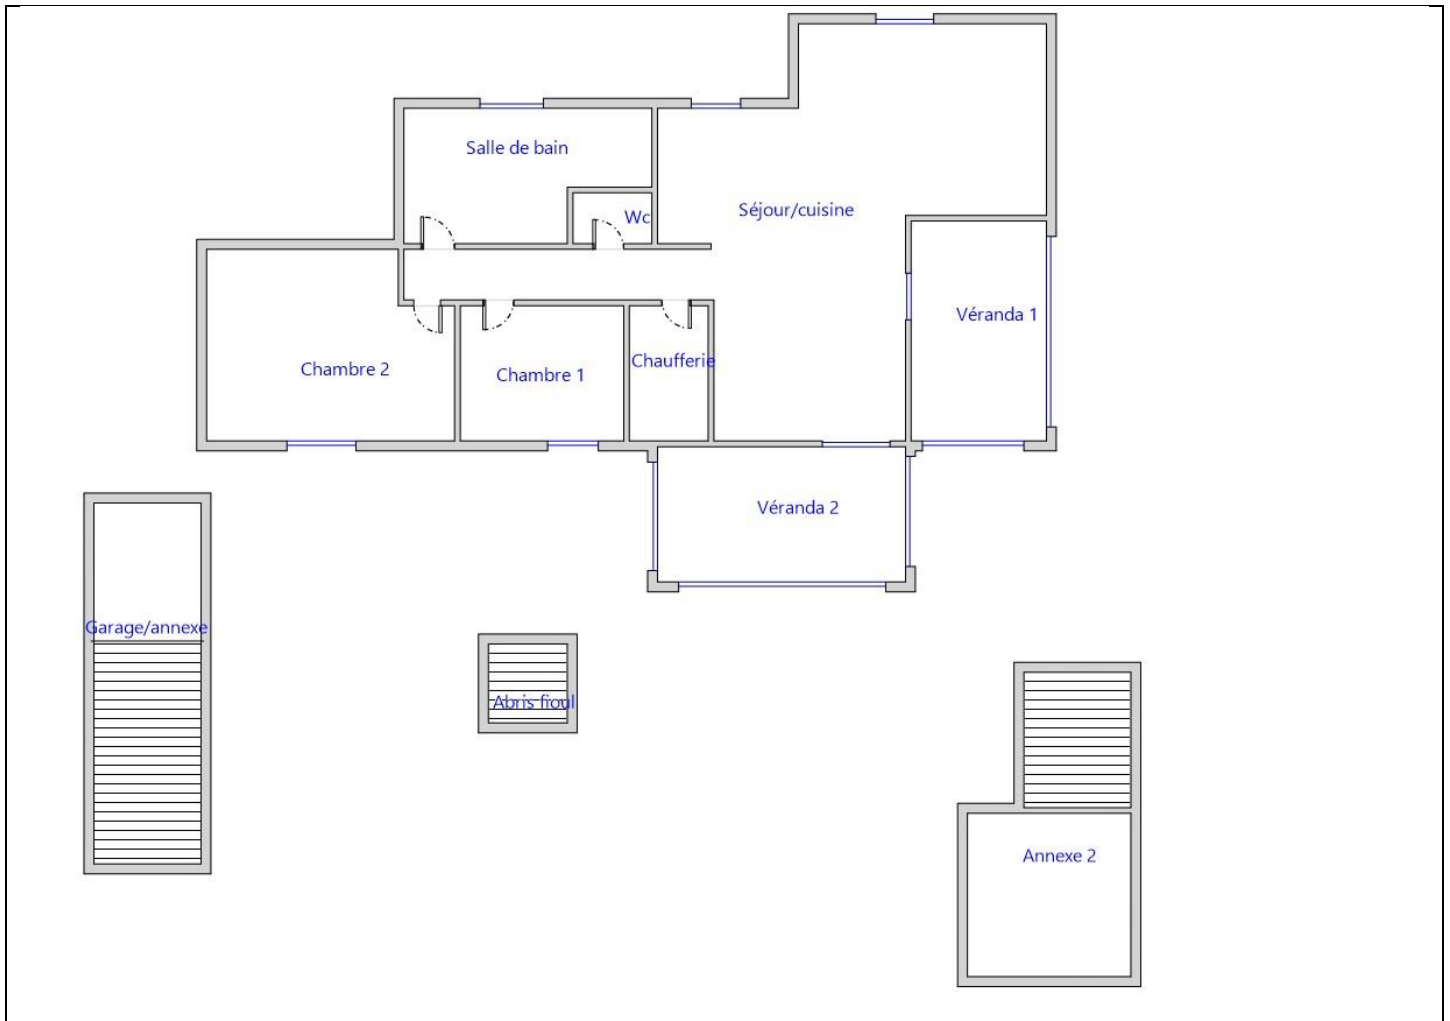 Salle de bain
Wc
Séjour/cuisine
Véranda 1
Chambre 2
Chambre 1
Chaufferie
Véranda 2
Garage/annexe
Abris fioul
Annexe 2